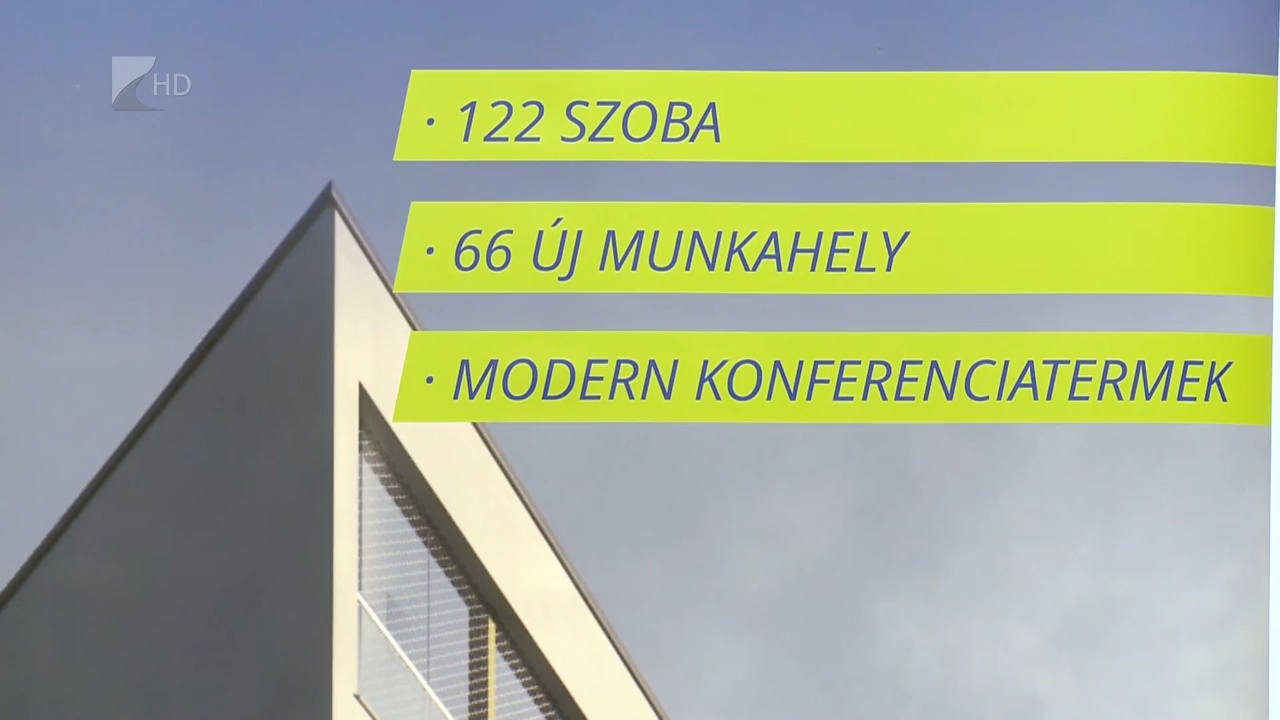 HD
· 122 SZOBA
· 66 ÚJ MUNKAHELY
· MODERN KONFERENCIATERMEK